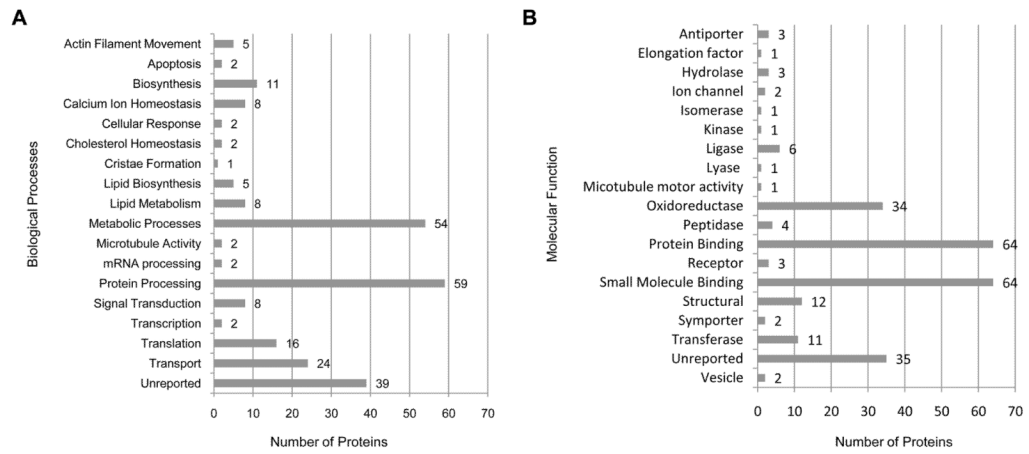 A
Biological Processes
Actin Filament Movement 5
Apoptosis 2
Biosynthesis 11
Calcium Ion Homeostasis 8
Cellular Response 2
Cholesterol Homeostasis 2
Cristae Formation 1
Lipid Biosynthesis 5
Lipid Metabolism 8
Metabolic Processes 54
Microtubule Activity 2
mRNA processing 2
Protein Processing 59
Signal Transduction 8
Transcription 2
Translation 16
Transport 24
Unreported 39
0 10 20 30 40 50 60 70
Number of Proteins
B
Molecular Function
Antiporter 3
Elongation factor 1
Hydrolase 3
Ion channel 2
Isomerase 1
Kinase 1
Ligase 6
Lyase 1
Micotubule motor activity 1
Oxidoreductase 34
Peptidase 4
Protein Binding 64
Receptor 3
Small Molecule Binding 64
Structural 12
Symporter 2
Transferase 11
Unreported 35
Vesicle 2
0 10 20 30 40 50 60 70
Number of Proteins